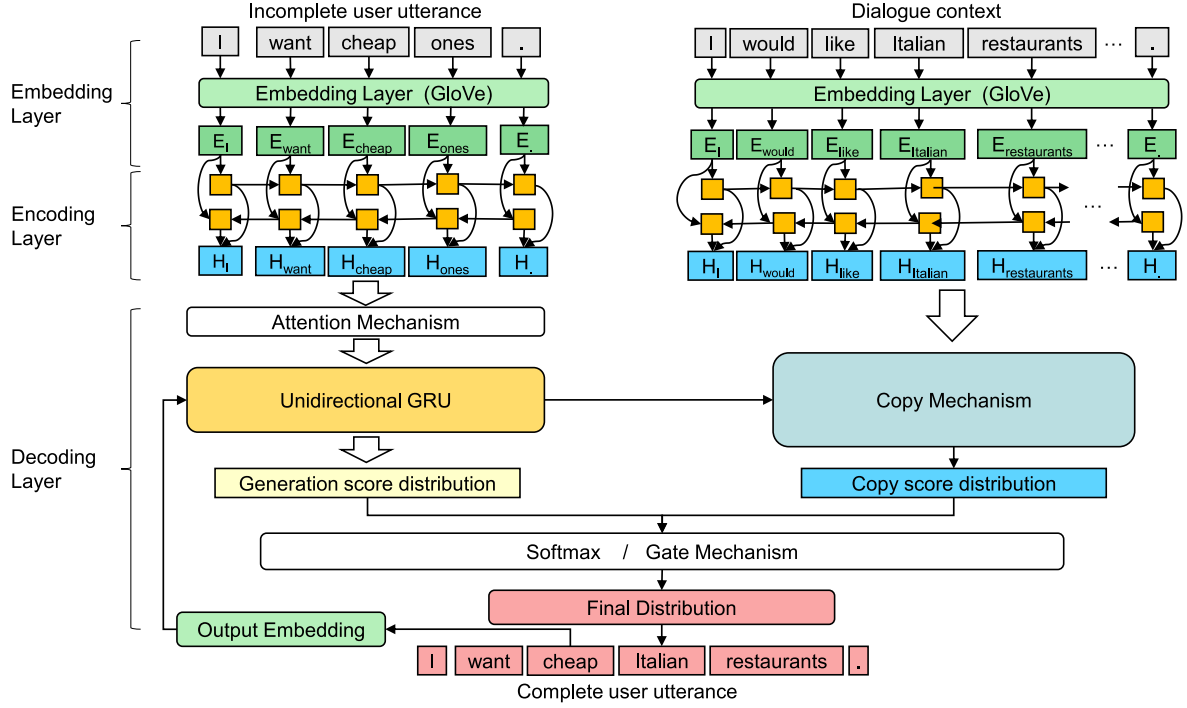 Incomplete user utterance
Dialogue context
I want cheap ones .
I would like Italian restaurants ... .
Embedding Layer
Embedding Layer (GloVe)
Embedding Layer (GloVe)
E_I E_want E_cheap E_ones E_.
E_I E_would E_like E_Italian E_restaurants ... E_.
Encoding Layer
...
H_I H_want H_cheap H_ones H_.
H_I H_would H_like H_Italian H_restaurants ... H_.
Attention Mechanism
Unidirectional GRU
Copy Mechanism
Decoding Layer
Generation score distribution
Copy score distribution
Softmax / Gate Mechanism
Final Distribution
Output Embedding
I want cheap Italian restaurants .
Complete user utterance